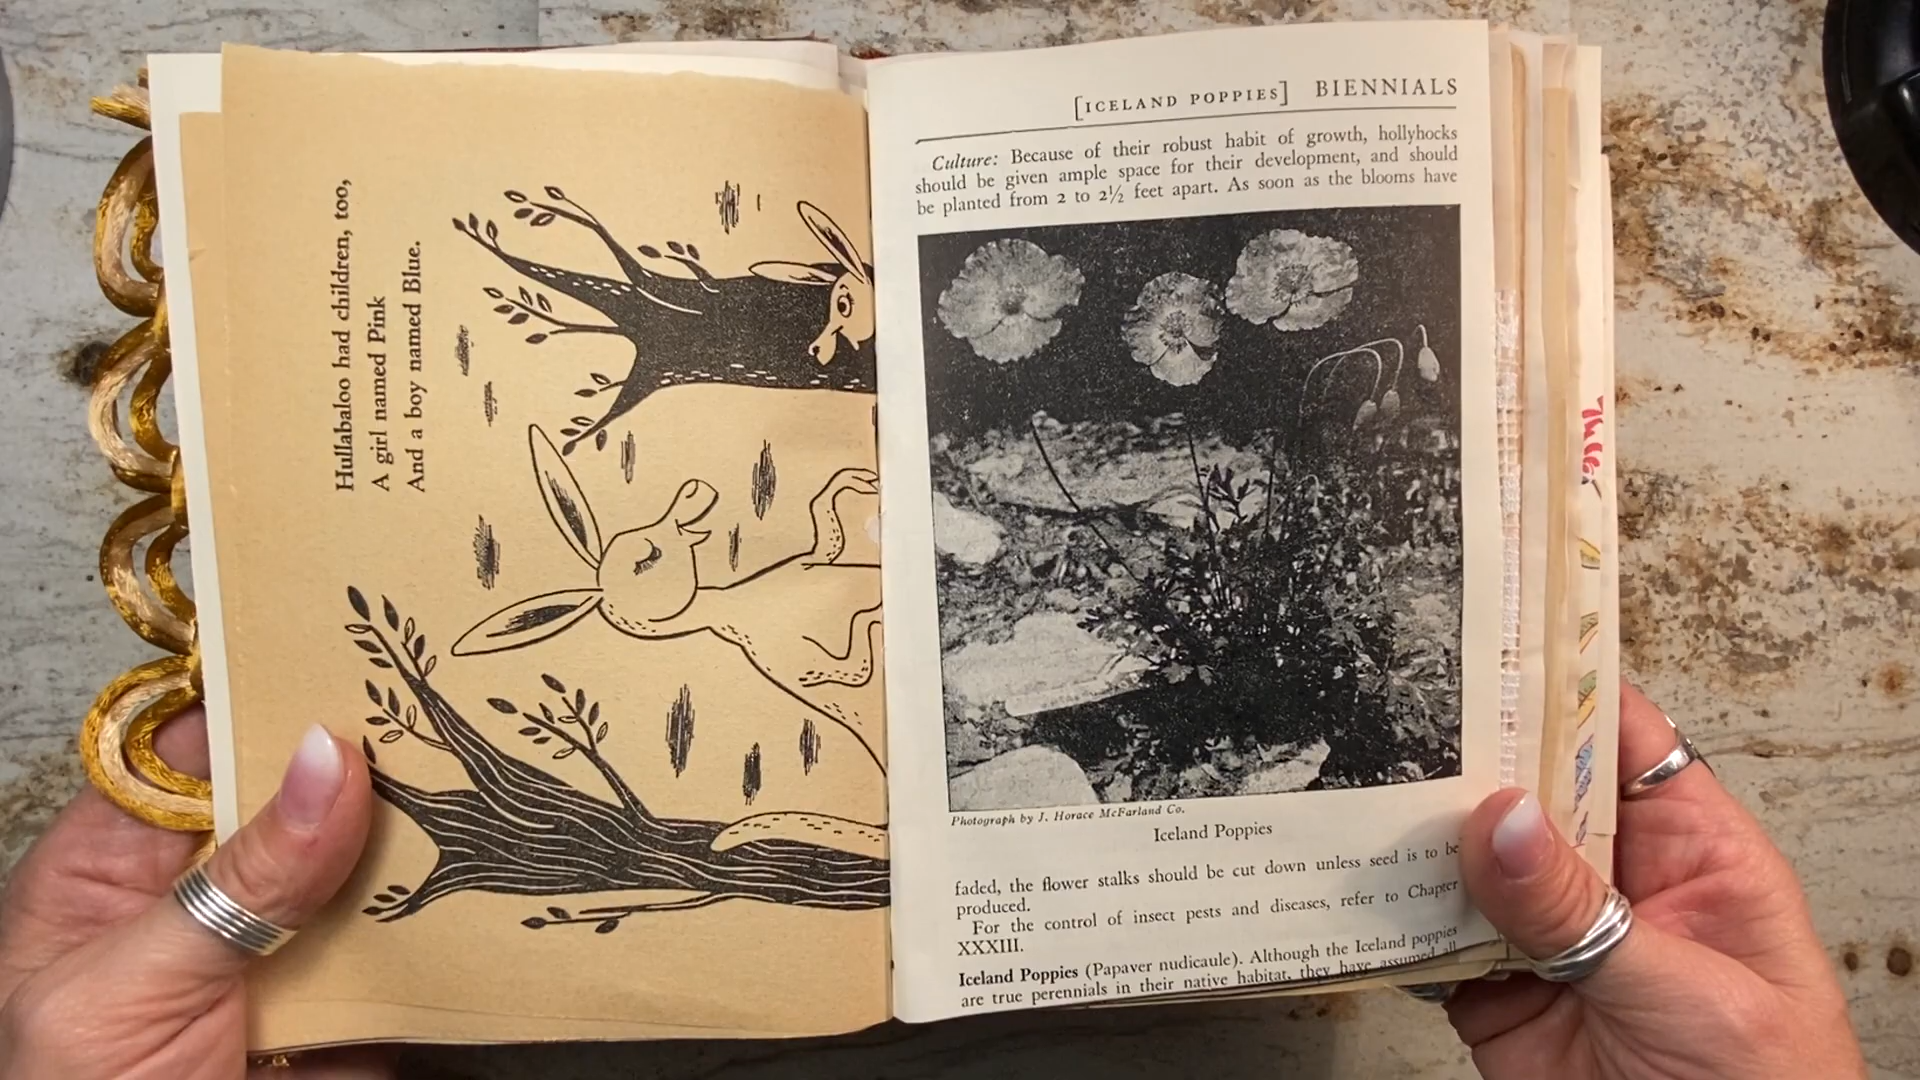 Hullabaloo had children, too,
A girl named Pink
And a boy named Blue.
[ICELAND POPPIES] BIENNIALS
Culture: Because of their robust habit of growth, hollyhocks
should be given ample space for their development, and should
be planted from 2 to 2½ feet apart. As soon as the blooms have
Photograph by J. Horace McFarland Co.
Iceland Poppies
faded, the flower stalks should be cut down unless seed is to be
produced.
For the control of insect pests and diseases, refer to Chapter
XXXIII.
Iceland Poppies (Papaver nudicaule). Although the Iceland poppies
are true perennials in their native habitat, they have assumed all